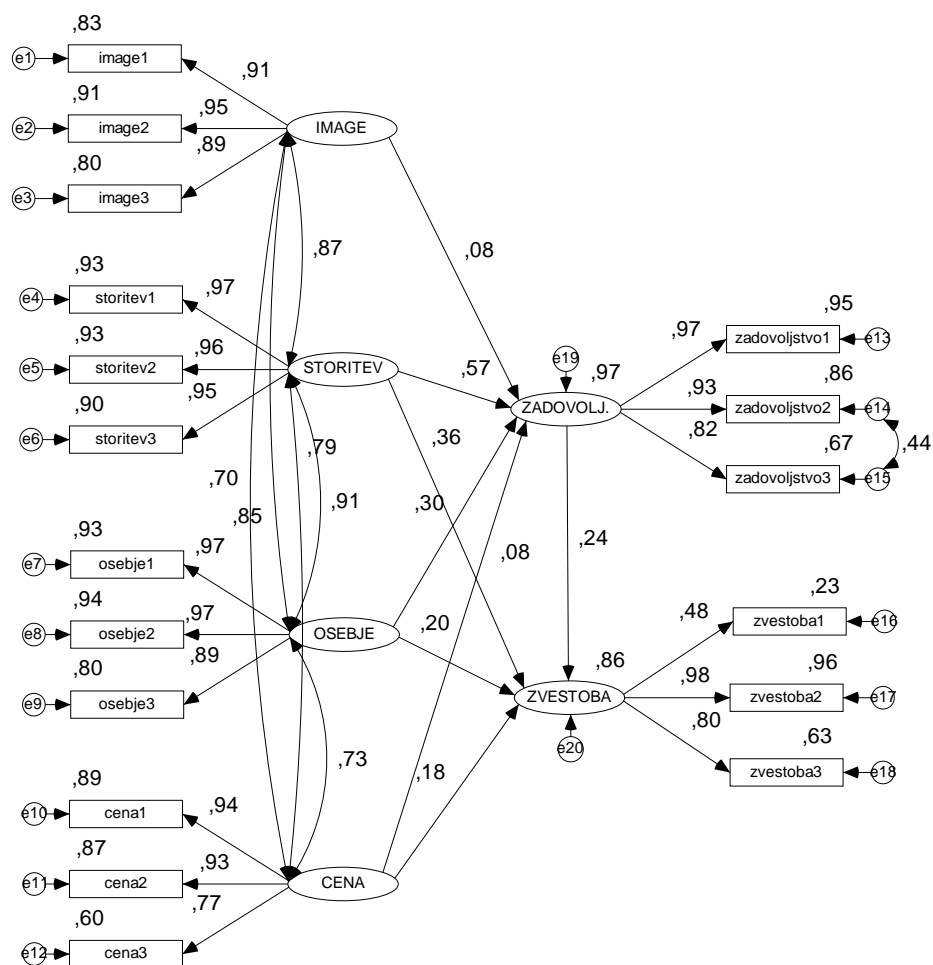 ,83
e1
image1
,91
,91
e2
image2
,95
IMAGE
,80
,89
e3
image3
,87
,08
,93
e4
storitev1
,97
,93
e5
storitev2
,96
STORITEV
,90
,95
e6
storitev3
,57
,36
e19
,97
ZADOVOLJ.
,97
,95
zadovoljstvo1
e13
,93
,86
zadovoljstvo2
e14
,82
,67
zadovoljstvo3
e15
,44
,70
,79
,85
,91
,30
,08
,24
,93
e7
osebje1
,97
,94
e8
osebje2
,97
OSEBJE
,80
,89
e9
osebje3
,20
,86
ZVESTOBA
e20
,48
,23
zvestoba1
e16
,98
,96
zvestoba2
e17
,80
,63
zvestoba3
e18
,73
,18
,89
e10
cena1
,94
,87
e11
cena2
,93
CENA
,60
,77
e12
cena3